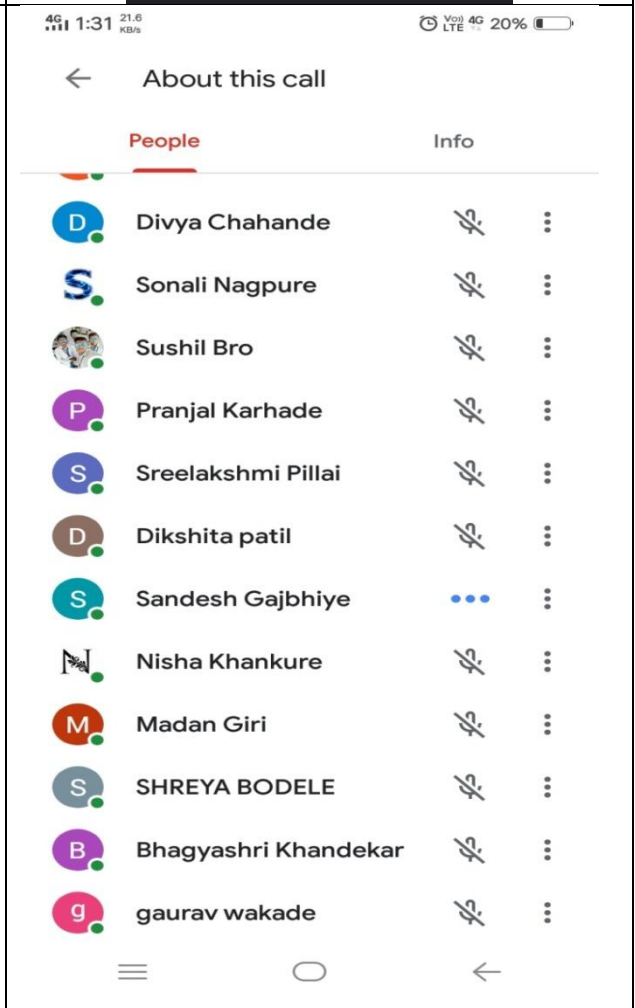 4G 1:31 21.6 KB/s VoD LTE 4G 20%
About this call
People Info
D Divya Chahande
S Sonali Nagpure
Sushil Bro
P Pranjal Karhade
S Sreelakshmi Pillai
D Dikshita patil
S Sandesh Gajbhiye
N Nisha Khankure
M Madan Giri
S SHREYA BODELE
B Bhagyashri Khandekar
g gaurav wakade